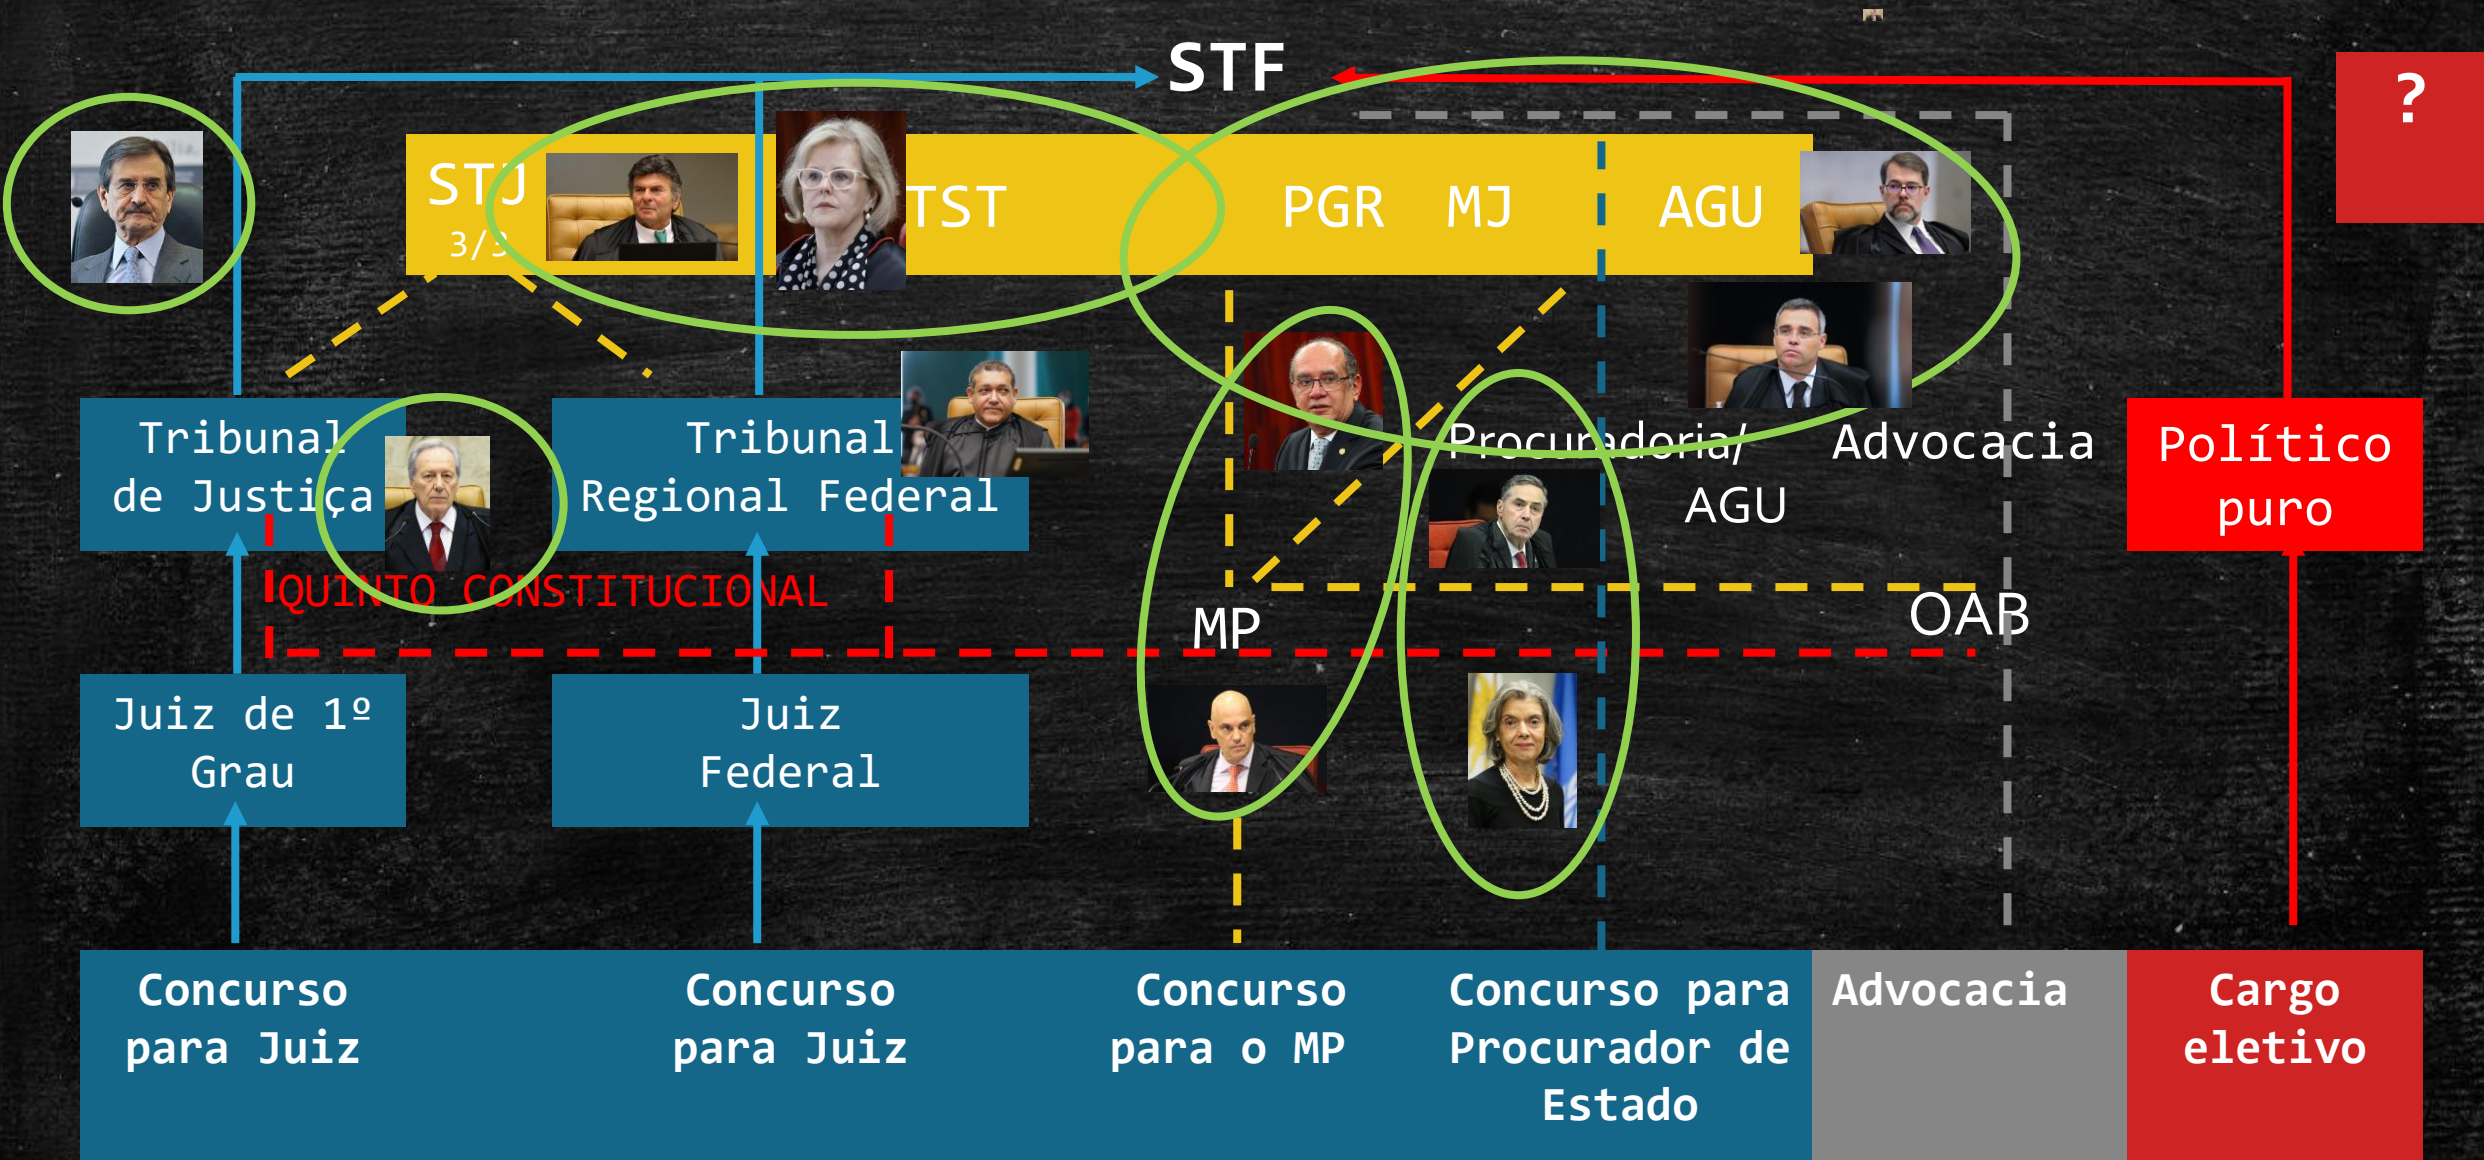 STF
?
STJ
3/3
TST
PGR MJ
AGU
Tribunal
de Justiça
Tribunal
Regional Federal
Procuradoria/
AGU
Advocacia
Político
puro
QUINTO CONSTITUCIONAL
MP
OAB
Juiz de 1º
Grau
Juiz
Federal
Concurso
para Juiz
Concurso
para Juiz
Concurso
para o MP
Concurso para
Procurador de
Estado
Advocacia
Cargo
eletivo